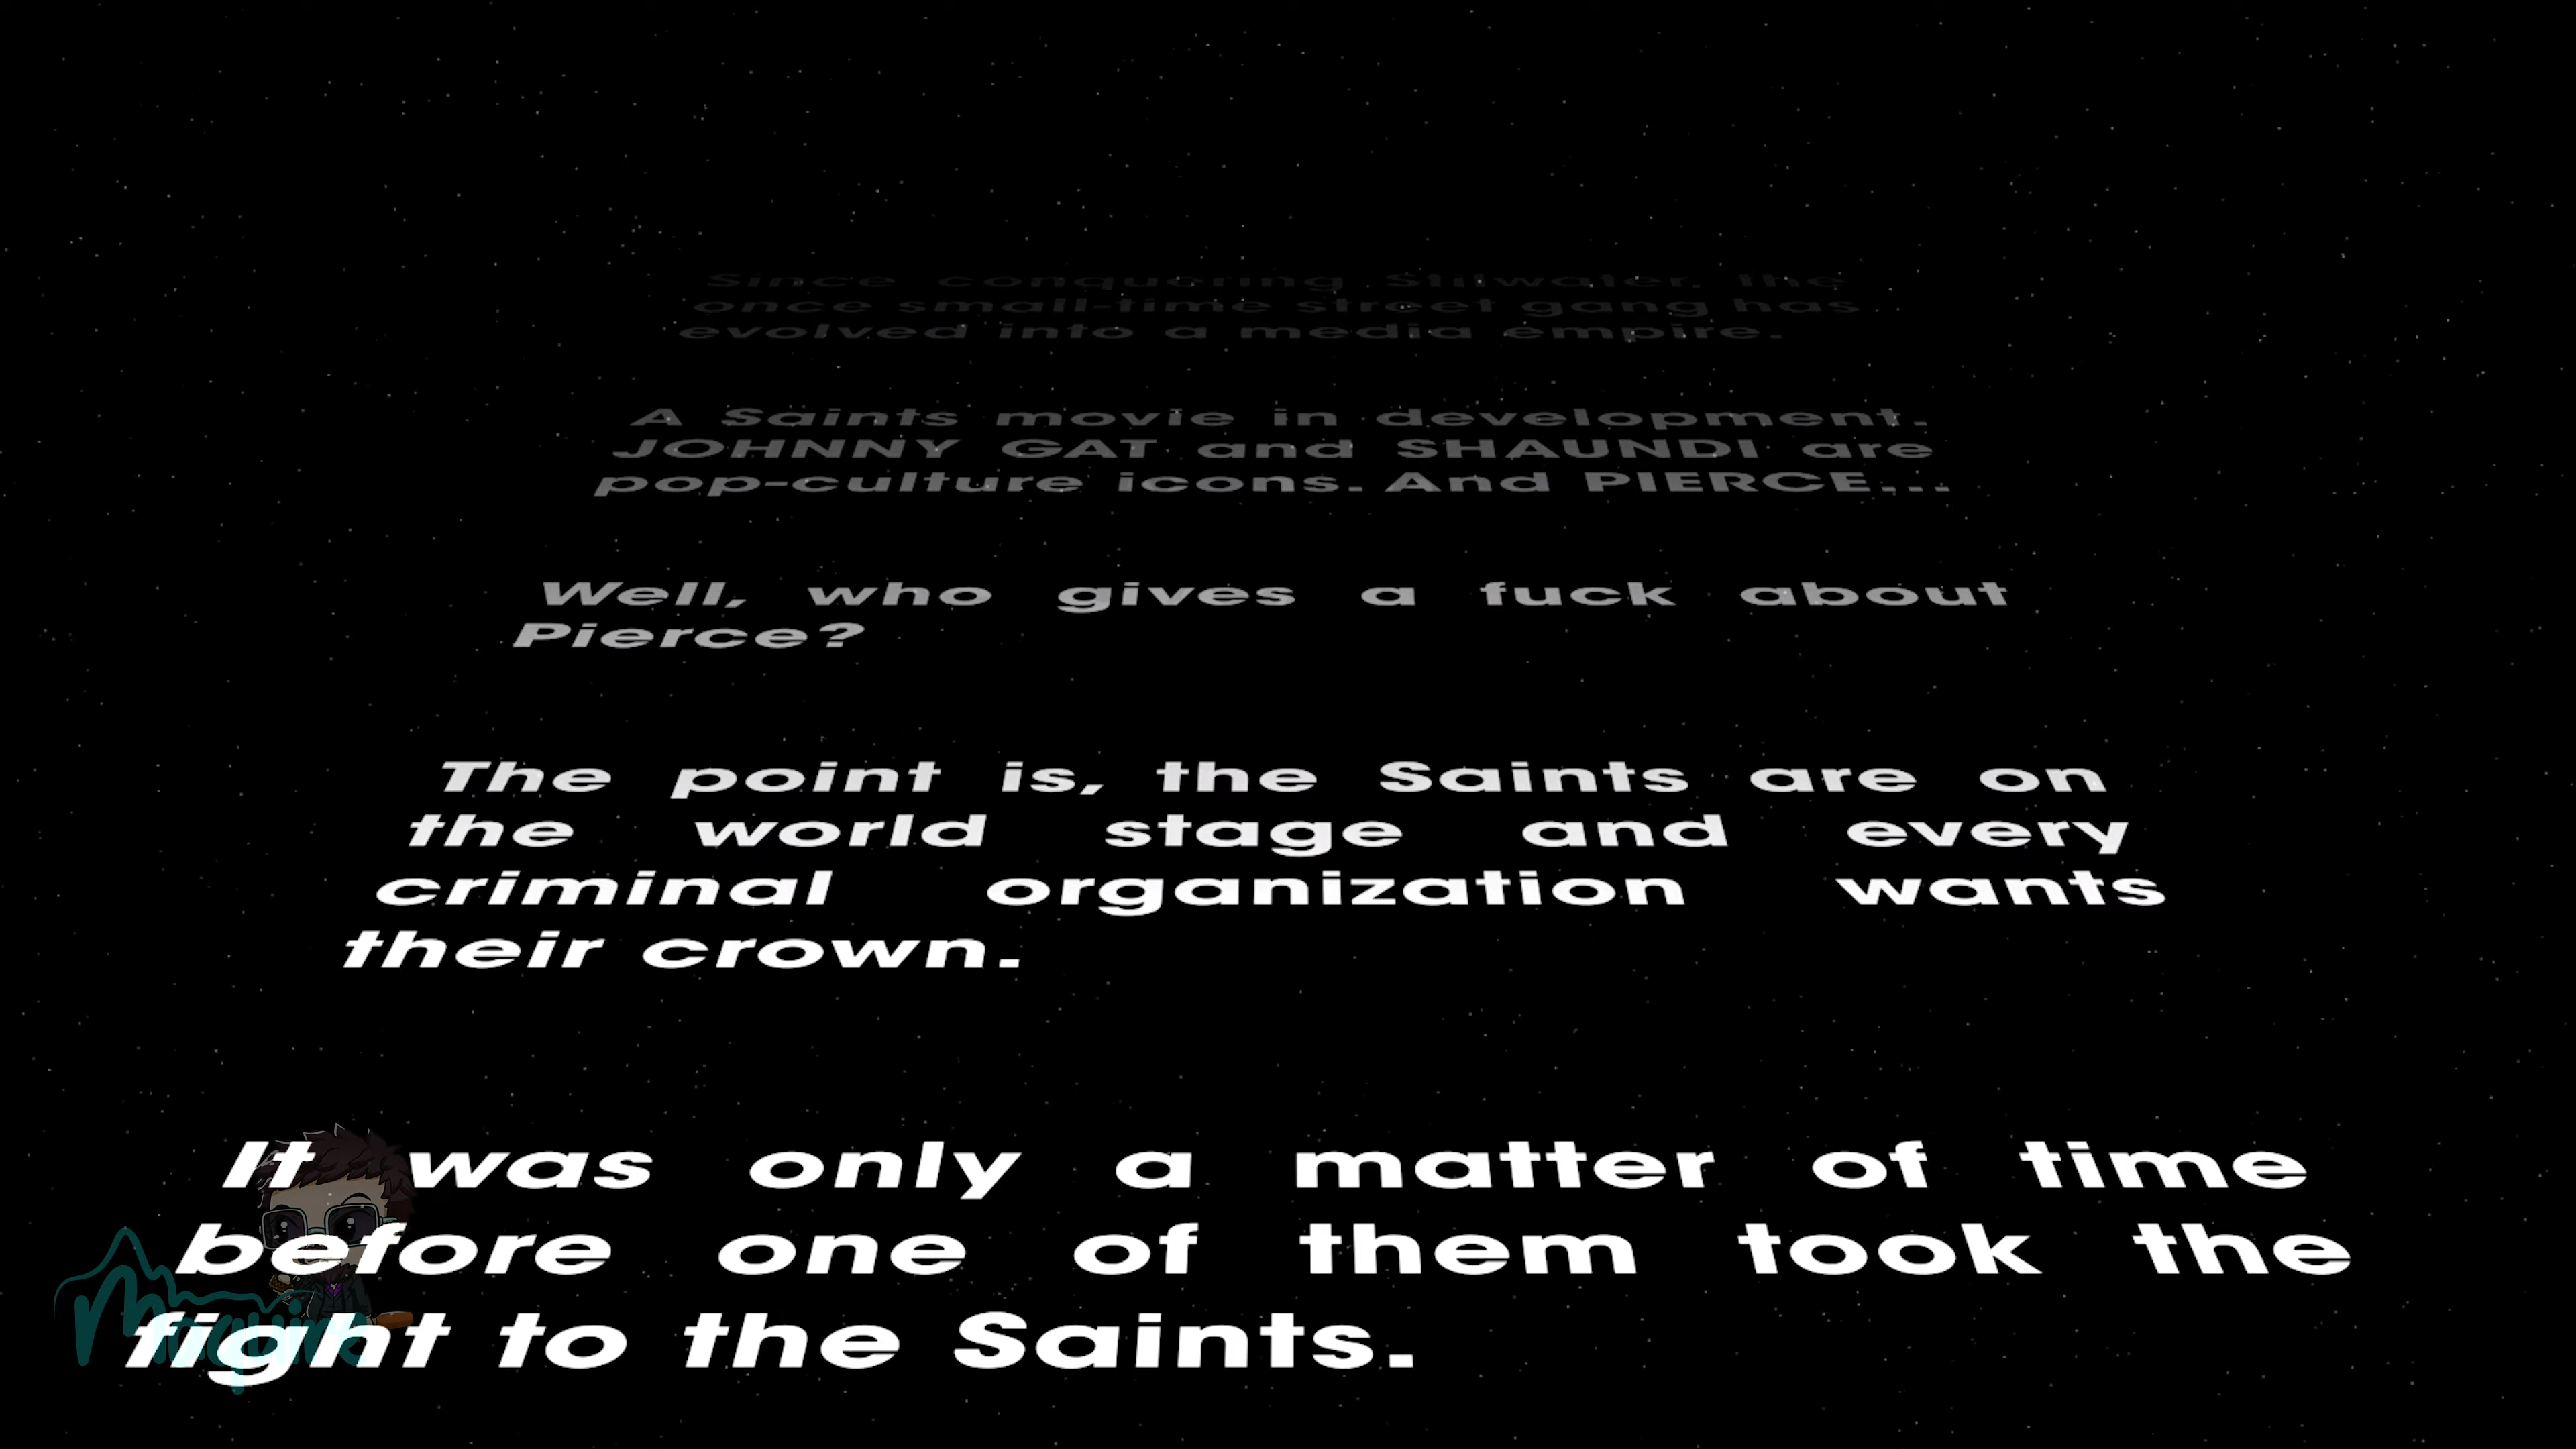 Since conquering Stilwater, the
once small-time street gang has
evolved into a media empire.
A Saints movie in development.
JOHNNY GAT and SHAUNDI are
pop-culture icons. And PIERCE...
Well, who gives a fuck about
Pierce?
The point is, the Saints are on
the world stage and every
criminal organization wants
their crown.
It was only a matter of time
before one of them took the
fight to the Saints.